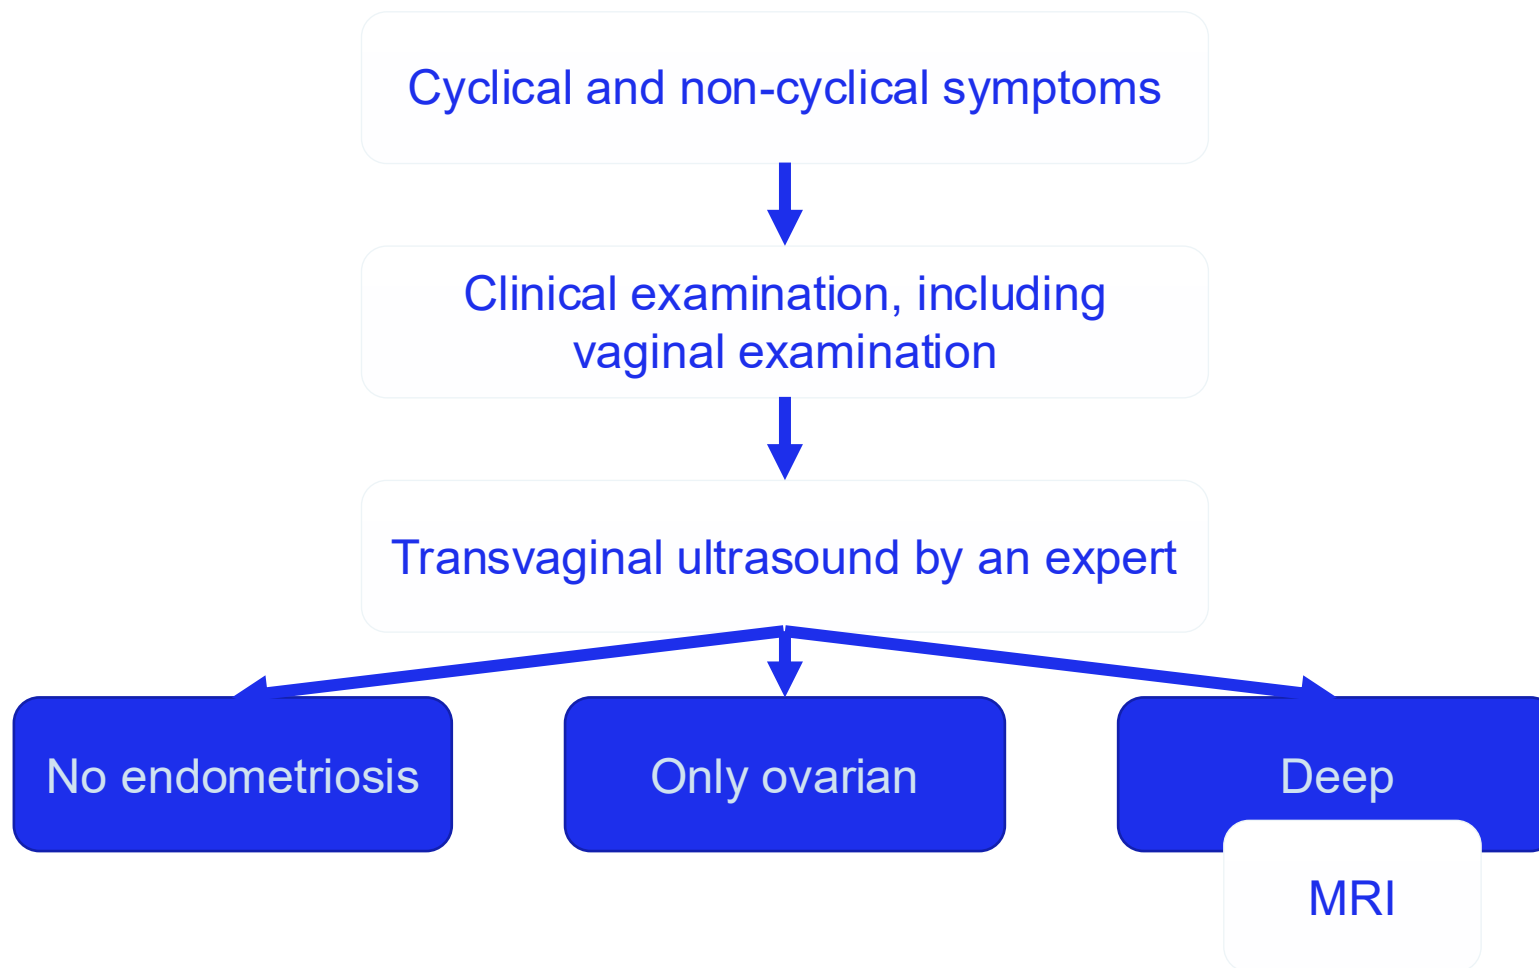 Cyclical and non-cyclical symptoms
Clinical examination, including
vaginal examination
Transvaginal ultrasound by an expert
No endometriosis
Only ovarian
Deep
MRI